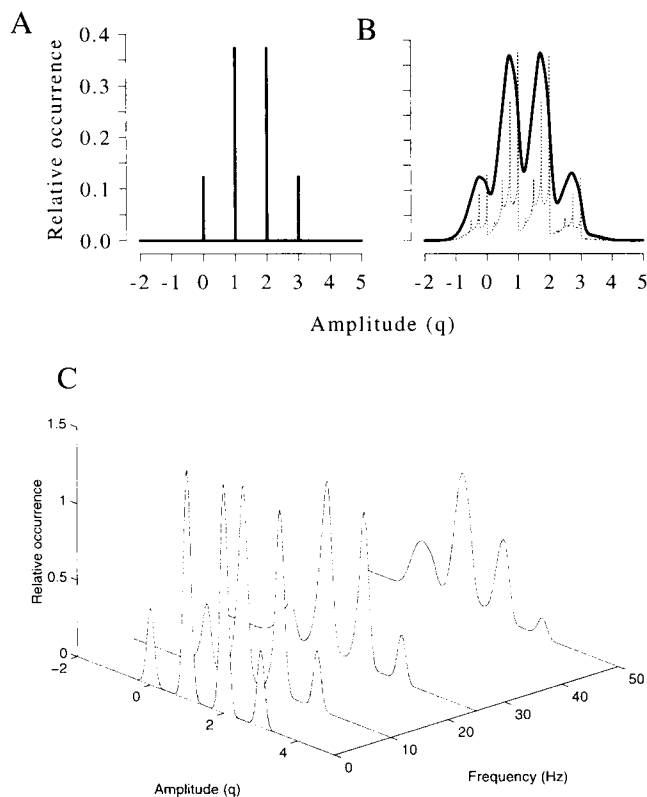 A
B
Relative occurrence
0.4
0.3
0.2
0.1
0.0
-2 -1 0 1 2 3 4 5
-2 -1 0 1 2 3 4 5
Amplitude (q)
C
Relative occurrence
1.5
1
0.5
0
−2
0
2
4
Amplitude (q)
0
10
20
30
40
50
Frequency (Hz)